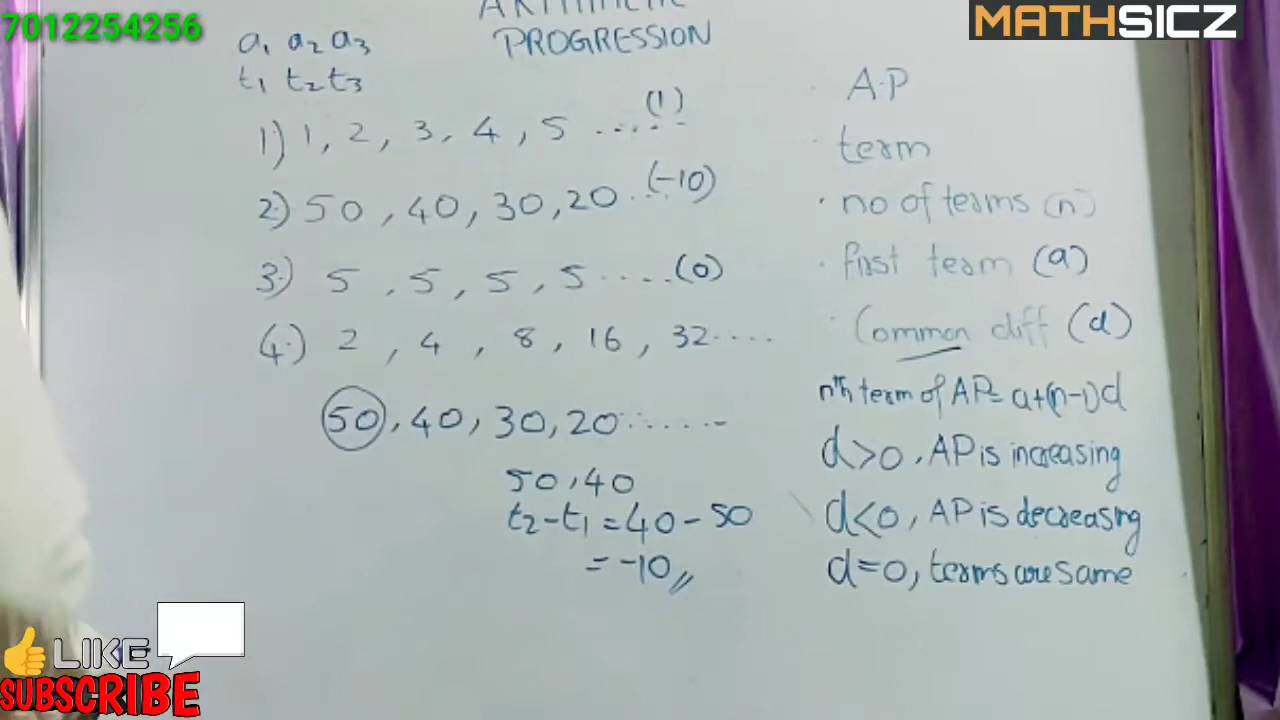 7012254256
MATHSICZ
ARITHMETIC
PROGRESSION
a1 a2 a3
t1 t2 t3
1) 1, 2, 3, 4, 5 ...... (1)
2) 50, 40, 30, 20 .... (-10)
3) 5, 5, 5, 5 ..... (0)
4.) 2, 4, 8, 16, 32 ....
50, 40, 30, 20 ......
50, 40
t2-t1 = 40 - 50
= -10 //
A.P
· term
· no of terms (n)
· first term (a)
· Common diff (d)
nth term of AP = a+(n-1)d
d>0, AP is increasing
d<0, AP is decreasing
d=0, terms are same
LIKE
SUBSCRIBE